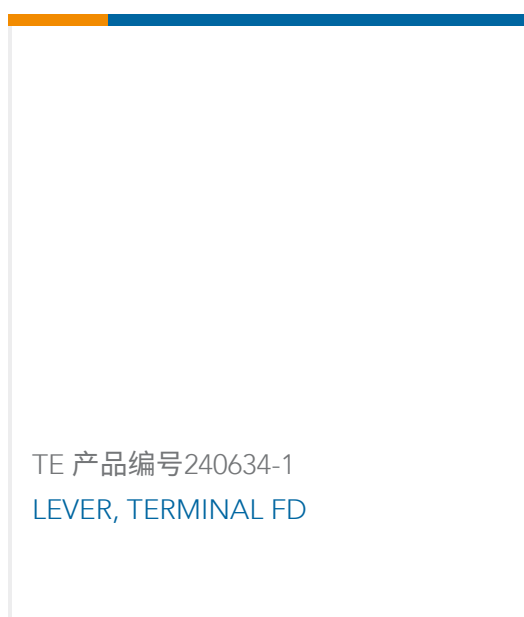 TE 产品编号240634-1
LEVER, TERMINAL FD